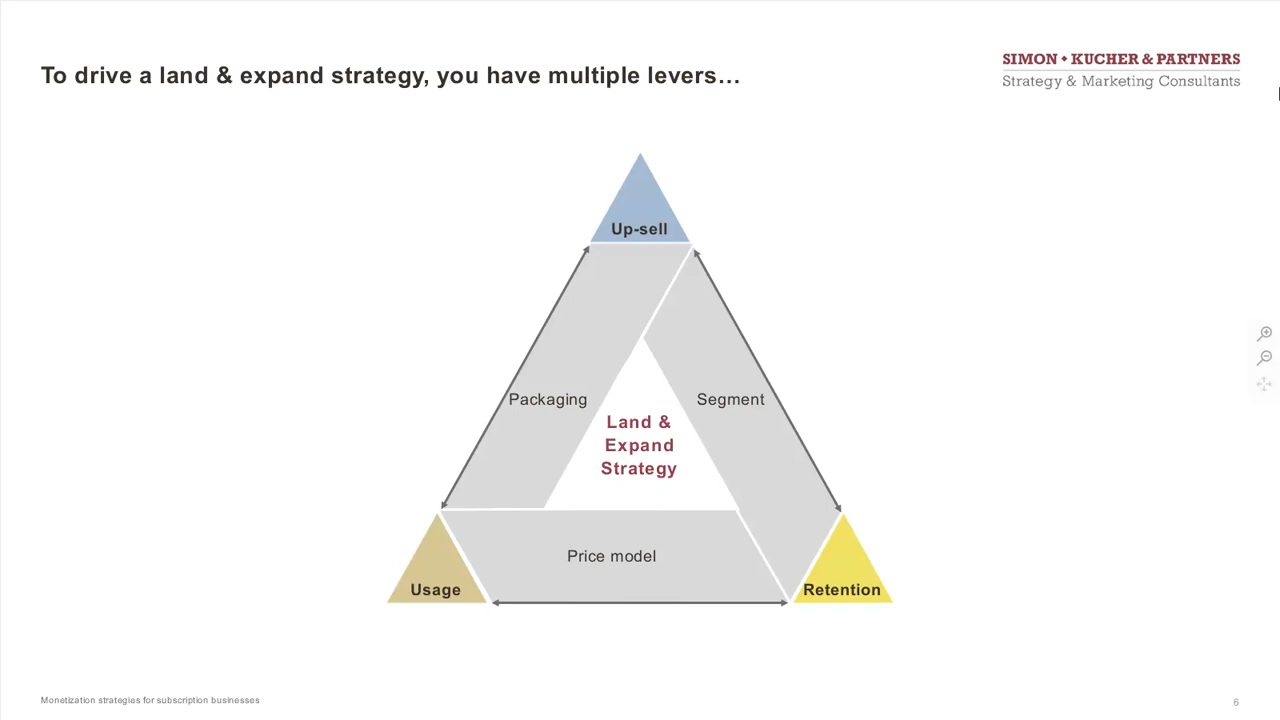 To drive a land & expand strategy, you have multiple levers…
SIMON • KUCHER & PARTNERS
Strategy & Marketing Consultants
Up-sell
Packaging
Segment
Land &
Expand
Strategy
Price model
Usage
Retention
Monetization strategies for subscription businesses
6